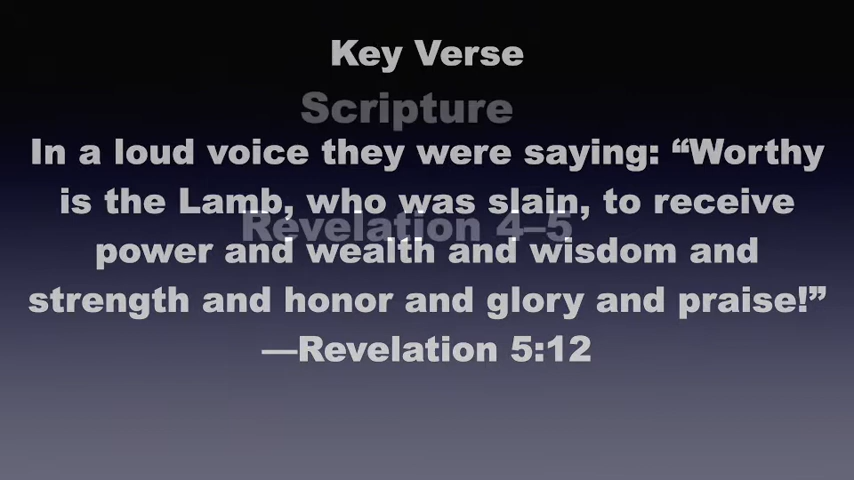 Key Verse
Scripture
In a loud voice they were saying: “Worthy
is the Lamb, who was slain, to receive
Revelation 4–5
power and wealth and wisdom and
strength and honor and glory and praise!”
—Revelation 5:12